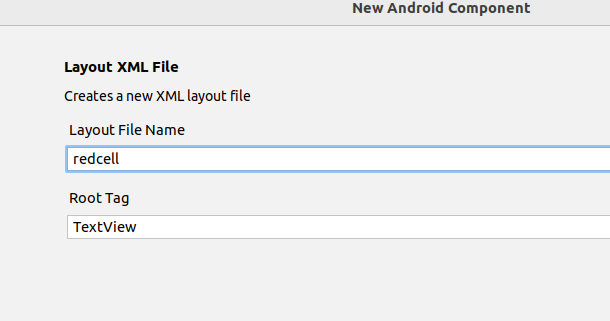 New Android Component
Layout XML File
Creates a new XML layout file
Layout File Name
redcell
Root Tag
TextView